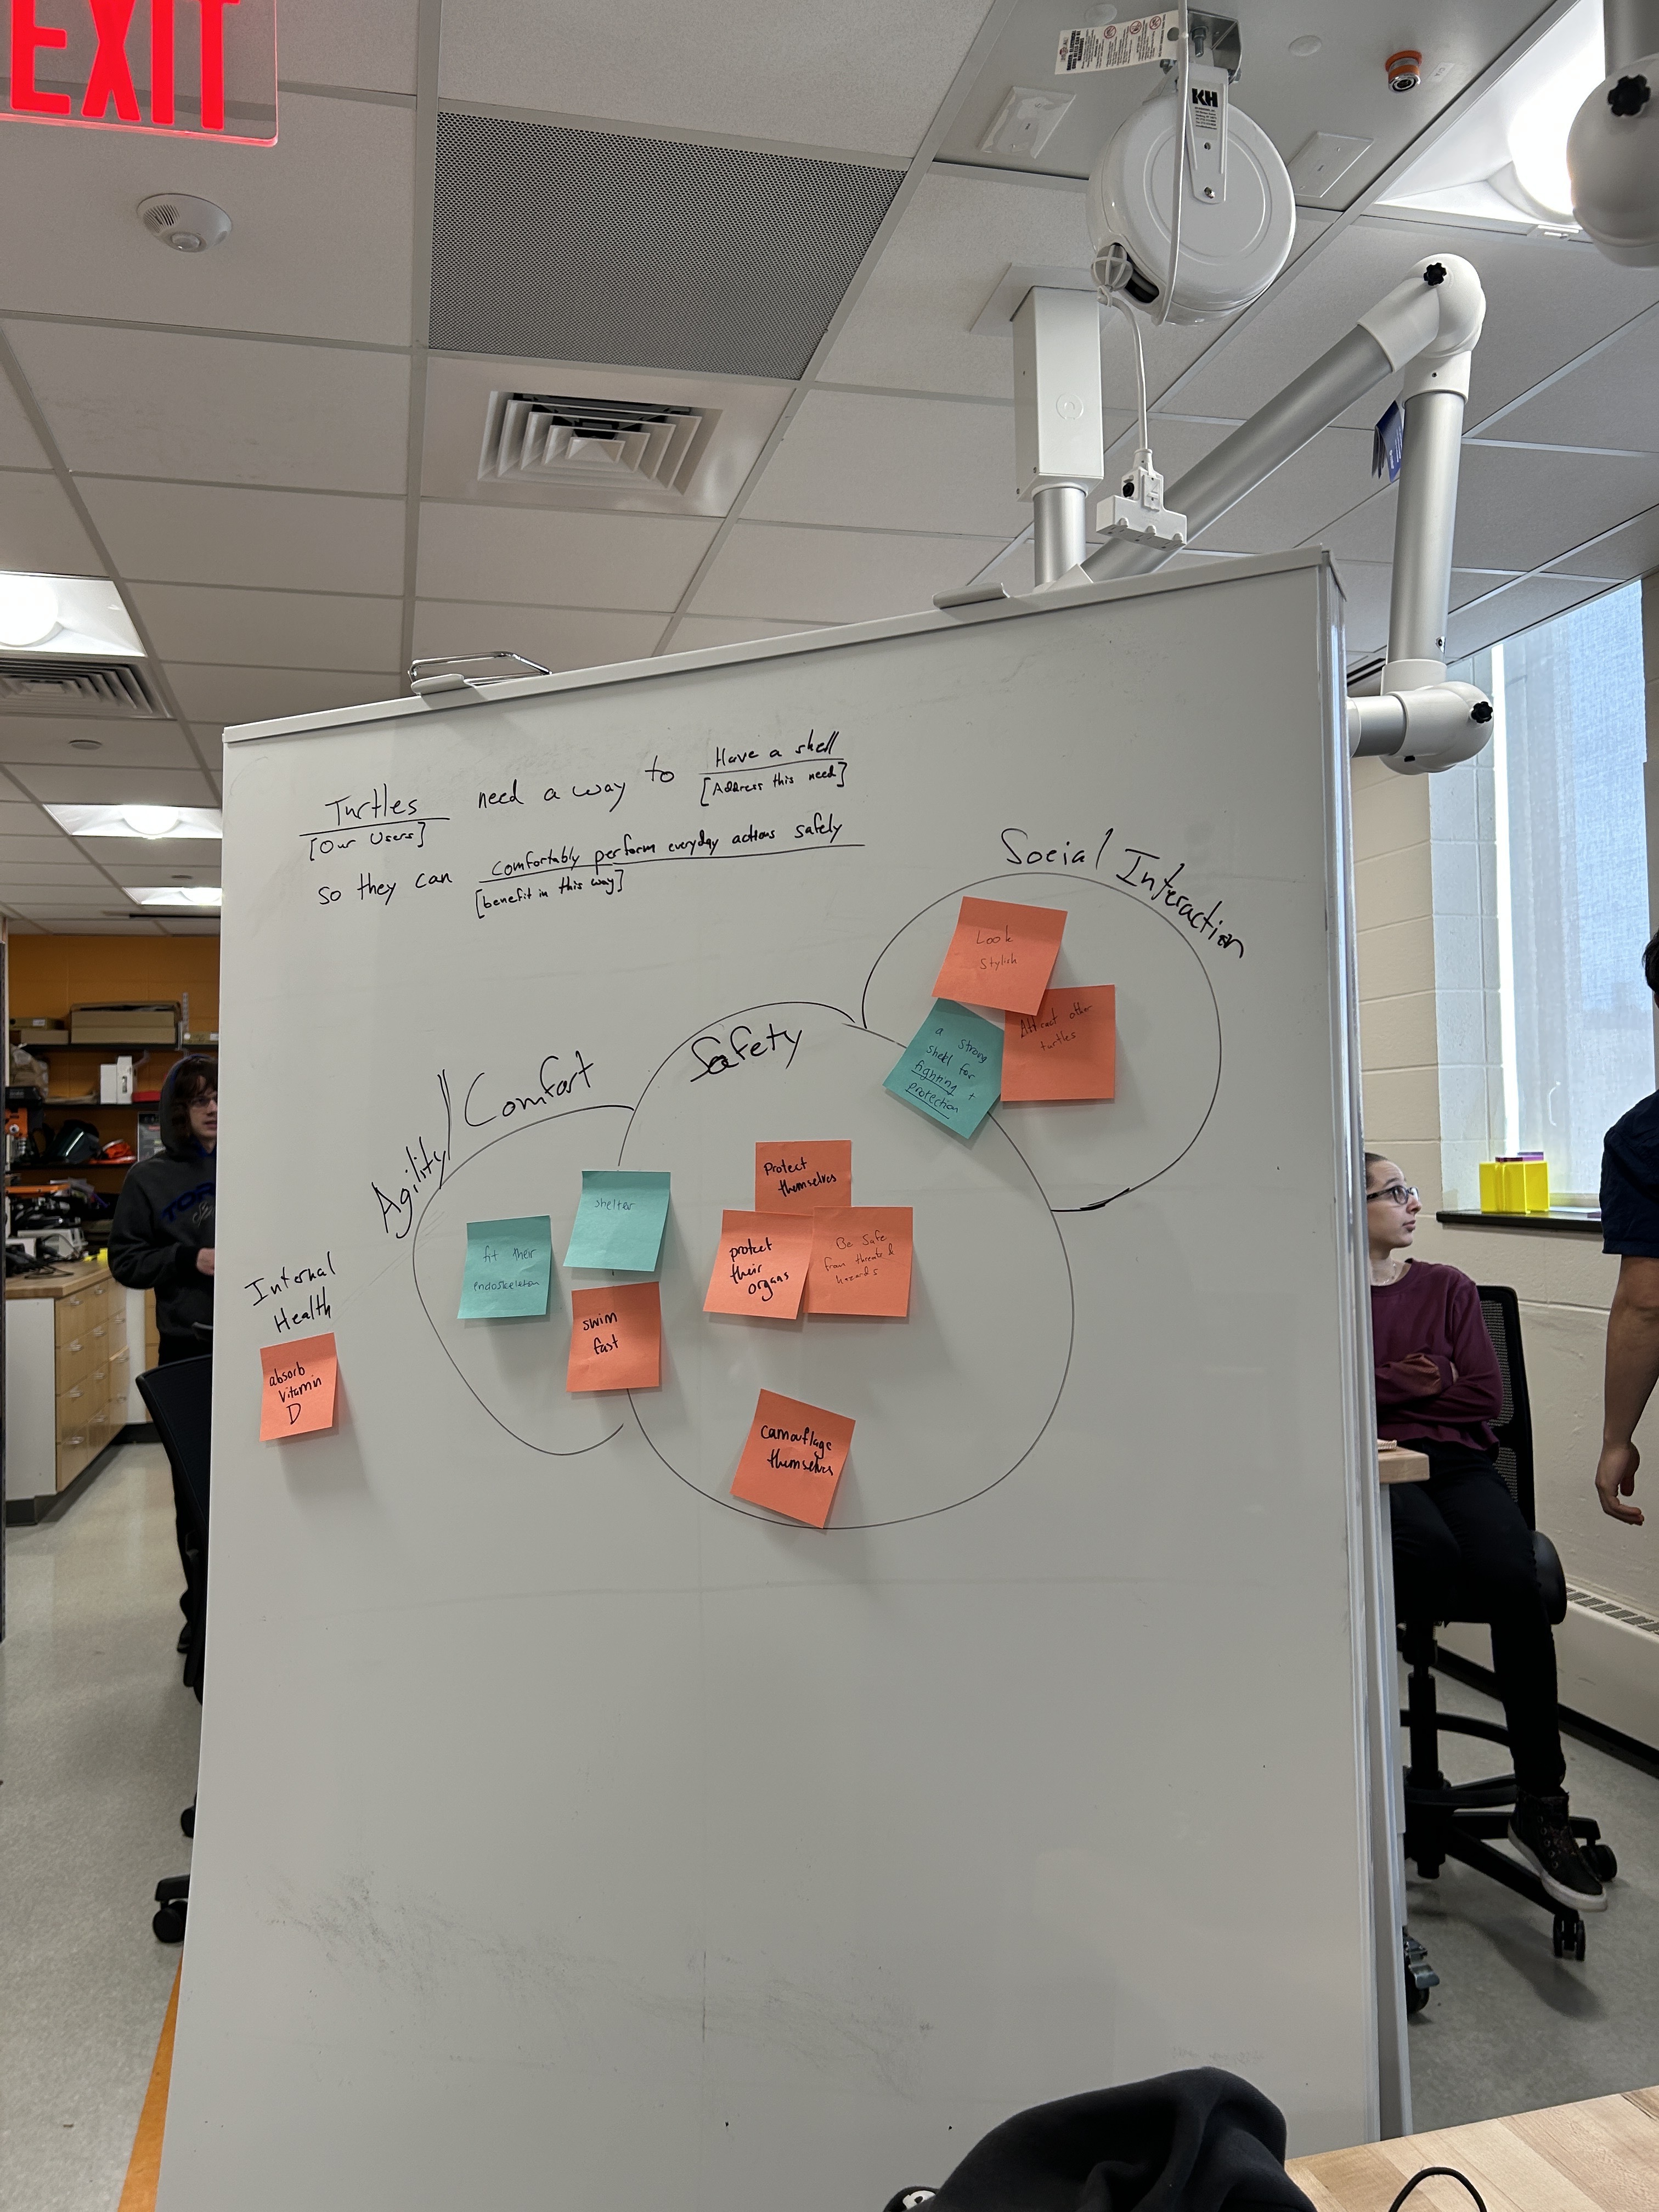 EXIT
KH
Turtles need a way to Have a shell
[Our Users] [Address this need]
so they can comfortably perform everyday actions safely
[benefit in this way]
Social Interaction
Look
Stylish
Attract other
turtles
a strong
shell for
fighting +
protection
Safety
Protect
themselves
protect
their
organs
Be Safe
from threats &
hazards
camouflage
themselves
Agility/Comfort
shelter
fit their
endoskeleton
swim
fast
Internal
Health
absorb
Vitamin
D